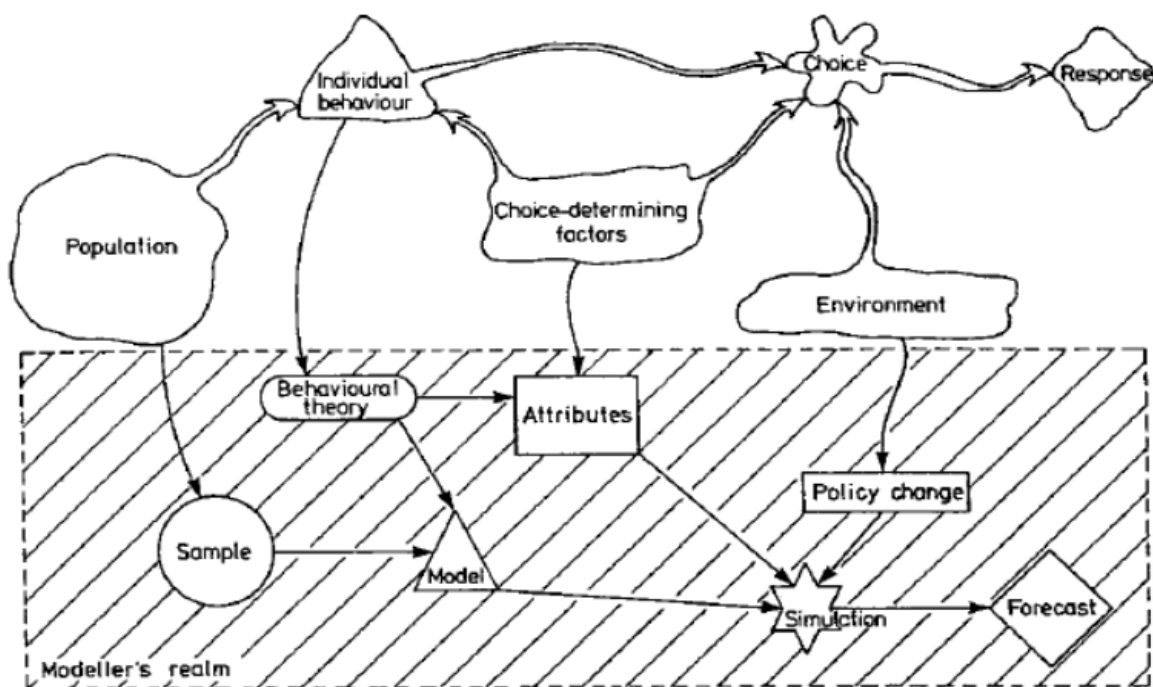 Individual
behaviour
Choice
Response
Population
Choice-determining
factors
Environment
Behavioural
theory
Attributes
Policy change
Sample
Model
Simulation
Forecast
Modeller's realm